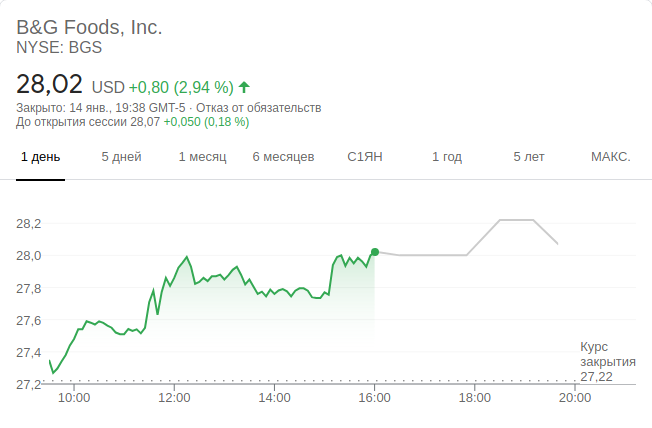 B&G Foods, Inc.
NYSE: BGS
28,02 USD +0,80 (2,94 %)
Закрыто: 14 янв., 19:38 GMT-5 · Отказ от обязательств
До открытия сессии 28,07 +0,050 (0,18 %)
1 день 5 дней 1 месяц 6 месяцев С1ЯН 1 год 5 лет МАКС.
28,2
28,0
27,8
27,6
27,4
Курс
закрытия
27,22
27,2
10:00 12:00 14:00 16:00 18:00 20:00